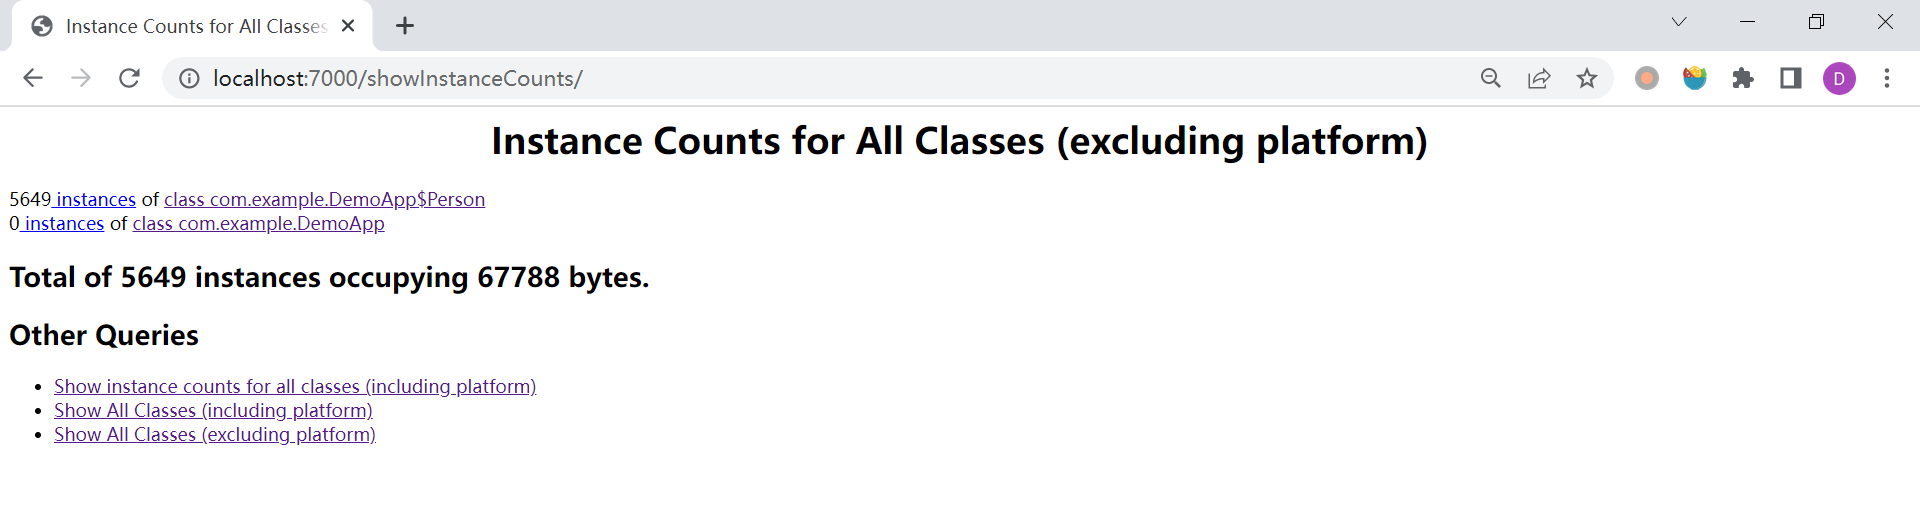 Instance Counts for All Classes
localhost:7000/showInstanceCounts/
D
Instance Counts for All Classes (excluding platform)
5649 instances of class com.example.DemoApp$Person
0 instances of class com.example.DemoApp
Total of 5649 instances occupying 67788 bytes.
Other Queries
Show instance counts for all classes (including platform)
Show All Classes (including platform)
Show All Classes (excluding platform)